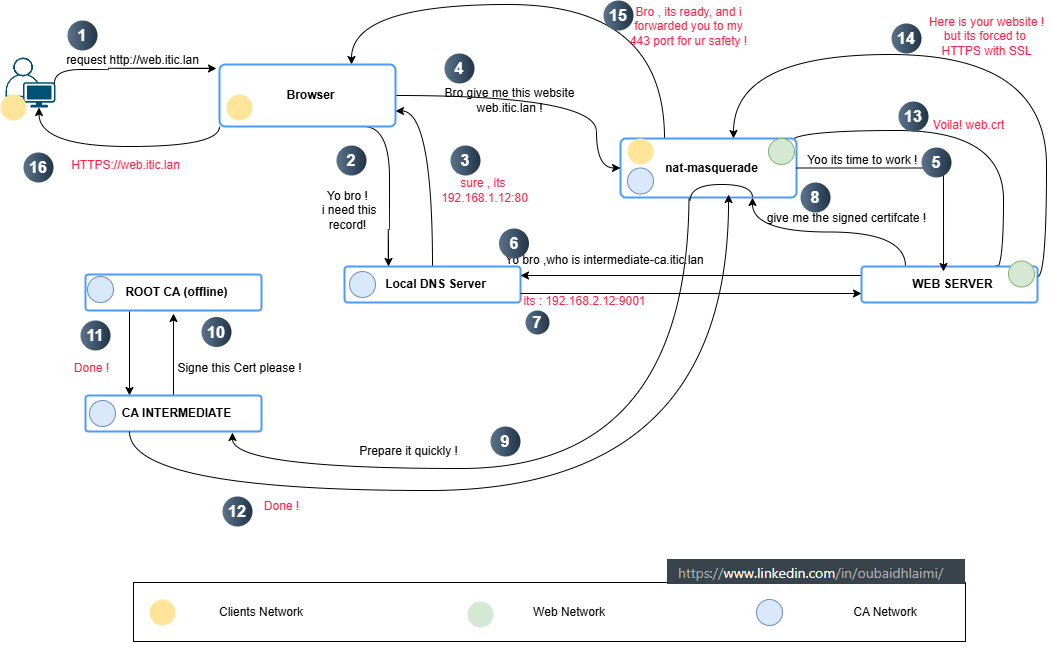 1
request http://web.itic.lan
Browser
2
Yo bro !
i need this
record!
3
sure , its
192.168.1.12:80
4
Bro give me this website
web.itic.lan !
15
Bro , its ready, and i
forwarded you to my
443 port for ur safety !
14
Here is your website !
but its forced to
HTTPS with SSL
13
Voila! web.crt
nat-masquerade
Yoo its time to work !
5
8
give me the signed certifcate !
16
HTTPS://web.itic.lan
6
Yo bro ,who is intermediate-ca.itic.lan
Local DNS Server
WEB SERVER
its : 192.168.2.12:9001
7
ROOT CA (offline)
11
10
Done !
Signe this Cert please !
CA INTERMEDIATE
Prepare it quickly !
9
12
Done !
https://www.linkedin.com/in/oubaidhlaimi/
Clients Network
Web Network
CA Network